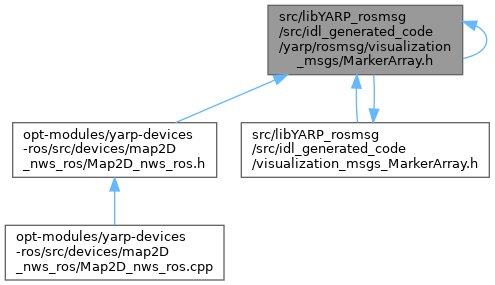 src/libYARP_rosmsg
/src/idl_generated_code
/yarp/rosmsg/visualization
_msgs/MarkerArray.h
opt-modules/yarp-devices
-ros/src/devices/map2D
_nws_ros/Map2D_nws_ros.h
src/libYARP_rosmsg
/src/idl_generated_code
/visualization_msgs_MarkerArray.h
opt-modules/yarp-devices
-ros/src/devices/map2D
_nws_ros/Map2D_nws_ros.cpp